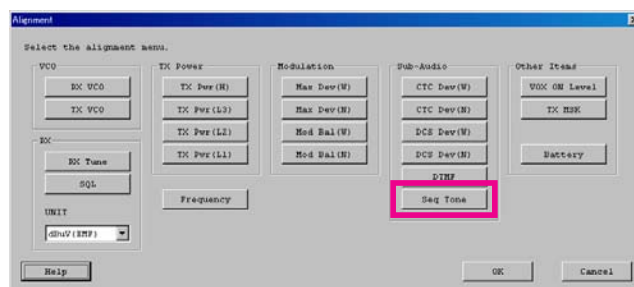 Alignment
Select the alignment menu.
VCO
RX VCO
TX VCO
RX
RX Tune
SQL
UNIT
dBuV(EMF)
TX Power
TX Pwr(H)
TX Pwr(L3)
TX Pwr(L2)
TX Pwr(L1)
Frequency
Modulation
Max Dev(W)
Max Dev(N)
Mod Bal(W)
Mod Bal(N)
Sub-Audio
CTC Dev(W)
CTC Dev(N)
DCS Dev(W)
DCS Dev(N)
DTMF
Seq Tone
Other Items
VOX ON Level
TX MSK
Battery
Help
OK
Cancel